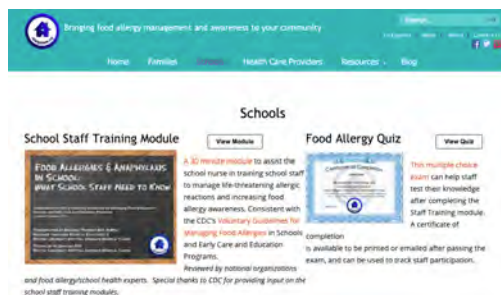 Bringing food allergy management and awareness to your community
Search...
Home Families Schools Health Care Providers Resources Blog
Schools
School Staff Training Module
View Module
FOOD ALLERGIES & ANAPHYLAXIS
IN SCHOOL:
WHAT SCHOOL STAFF NEED TO KNOW
A 30 minute module to assist the
school nurse in training school staff
to manage life-threatening allergic
reactions and increasing food
allergy awareness. Consistent with
the CDC's Voluntary Guidelines for
Managing Food Allergies in Schools
and Early Care and Education
Programs.
Reviewed by national organizations
and food allergy/school health experts. Special thanks to CDC for providing input on the
school staff training modules.
Food Allergy Quiz
View Quiz
This multiple choice
exam can help staff
test their knowledge
after completing the
Staff Training module.
A certificate of
completion
is available to be printed or emailed after passing the
exam, and can be used to track staff participation.